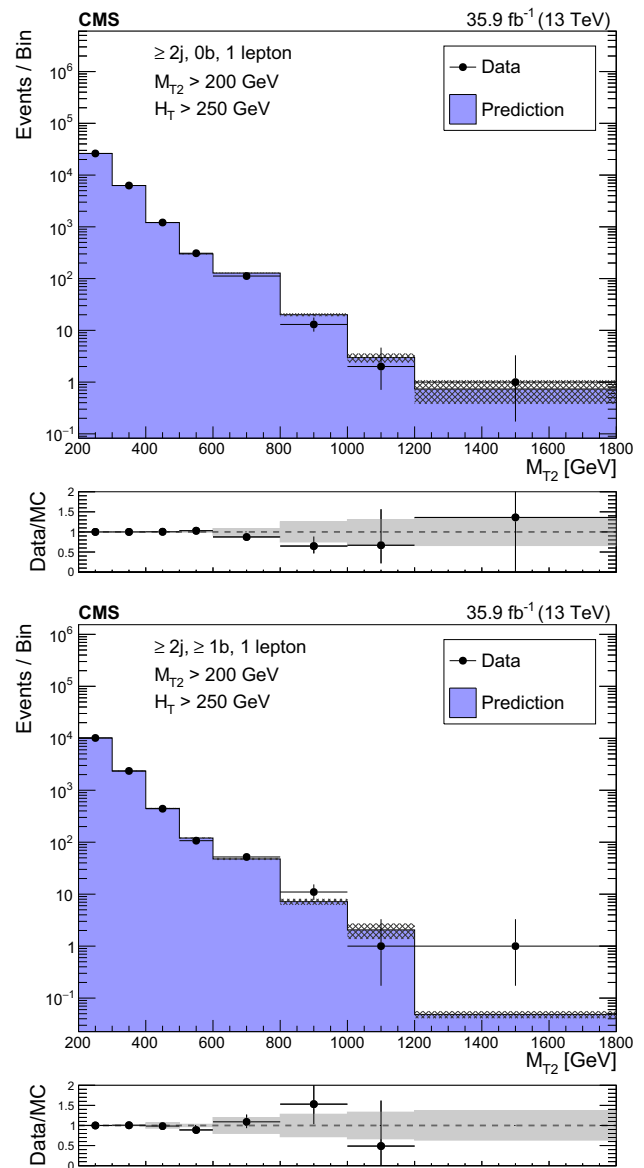 CMS 35.9 fb⁻¹ (13 TeV)
Events / Bin
≥ 2j, 0b, 1 lepton
M_T2 > 200 GeV
H_T > 250 GeV
Data
Prediction
10⁶
10⁵
10⁴
10³
10²
10
1
10⁻¹
200 400 600 800 1000 1200 1400 1600 1800
M_T2 [GeV]
Data/MC
2
1.5
1
0.5
0
CMS 35.9 fb⁻¹ (13 TeV)
Events / Bin
≥ 2j, ≥ 1b, 1 lepton
M_T2 > 200 GeV
H_T > 250 GeV
Data
Prediction
10⁶
10⁵
10⁴
10³
10²
10
1
10⁻¹
200 400 600 800 1000 1200 1400 1600 1800
M_T2 [GeV]
Data/MC
2
1.5
1
0.5
0